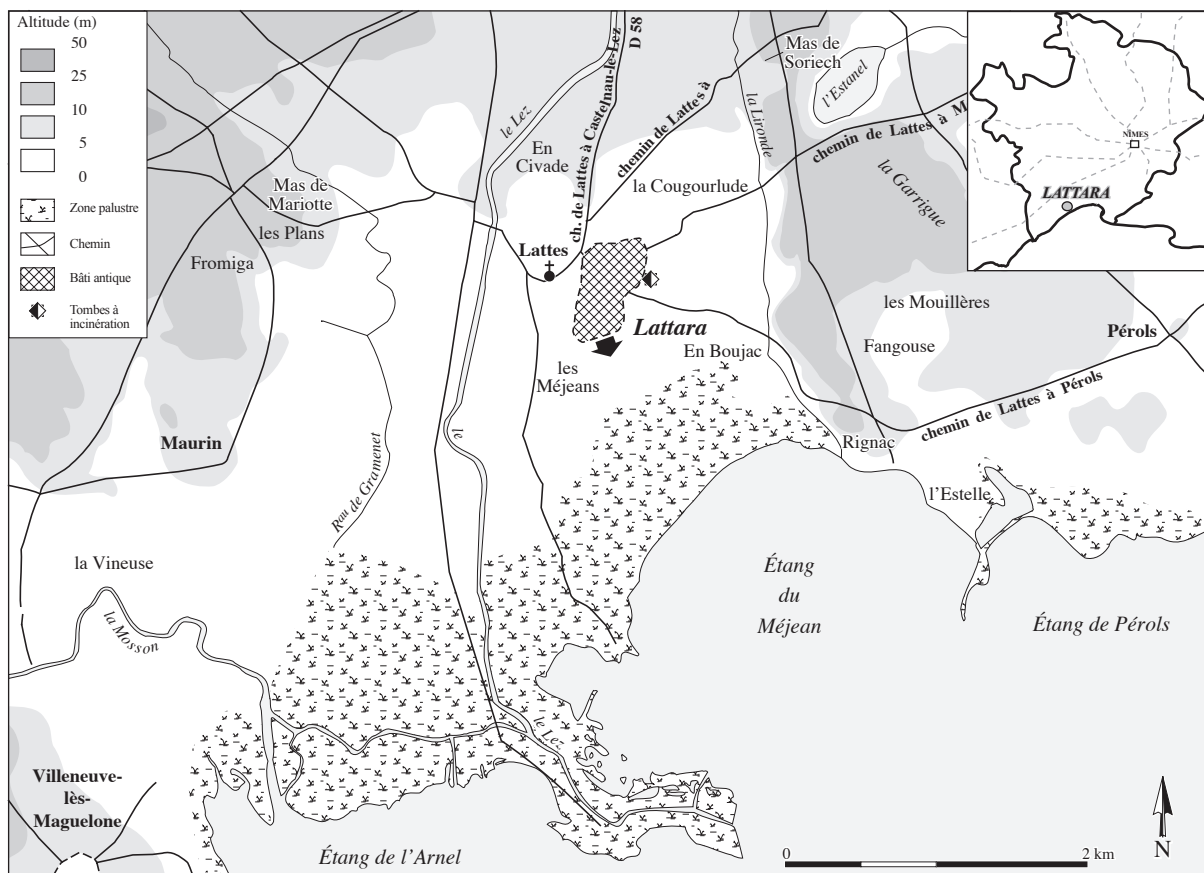 Altitude (m)
50
25
10
5
0
Zone palustre
Chemin
Bâti antique
Tombes à
incinération
le Lez
ch. de Lattes à Castelnau-le-Lez
D 58
chemin de Lattes à
la Lironde
Mas de
Soriech
l'Estanel
chemin de Lattes à M
la Garrigue
NÎMES
LATTARA
En
Civade
la Cougourlude
Mas de
Mariotte
les Plans
Fromiga
Lattes
Lattara
les Mouillères
Pérols
Fangouse
En Boujac
les
Méjeans
chemin de Lattes à Pérols
Maurin
le
Rignac
Rau de Gramenet
l'Estelle
la Vineuse
la Mosson
Étang
du
Méjean
Étang de Pérols
le Lez
Villeneuve-
lès-
Maguelone
Étang de l'Arnel
0
2 km
N